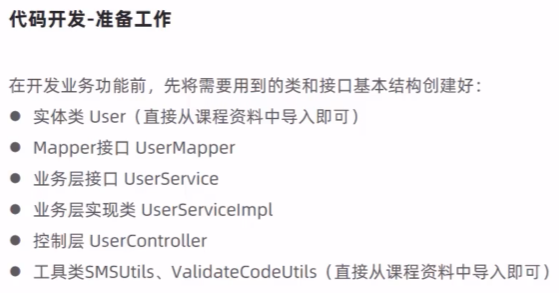 代码开发-准备工作
在开发业务功能前，先将需要用到的类和接口基本结构创建好：
● 实体类 User（直接从课程资料中导入即可）
● Mapper接口 UserMapper
● 业务层接口 UserService
● 业务层实现类 UserServiceImpl
● 控制层 UserController
● 工具类SMSUtils、ValidateCodeUtils（直接从课程资料中导入即可）